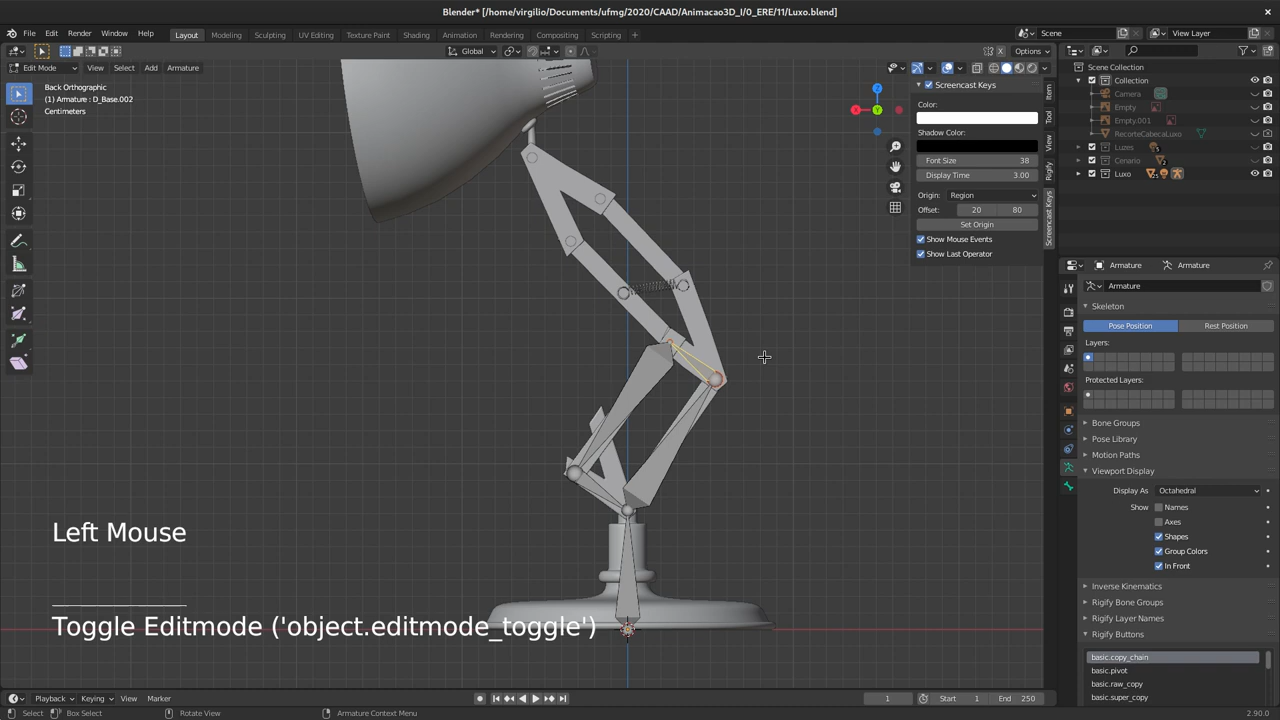 Blender* [/home/virgilio/Documents/ufmg/2020/CAAD/Animacao3D_I/0_ERE/11/Luxo.blend]
File Edit Render Window Help Layout Modeling Sculpting UV Editing Texture Paint Shading Animation Rendering Compositing Scripting + Scene View Layer
Global Options
Edit Mode View Select Add Armature
Back Orthographic
(1) Armature : D_Base.002
Centimeters
Z
X
Y
Screencast Keys
Color:
Shadow Color:
Font Size 38
Display Time 3.00
Origin: Region
Offset: 20 80
Set Origin
Show Mouse Events
Show Last Operator
Item
Tool
View
Rigify
Screencast Keys
Scene Collection
Collection
Camera
Empty
Empty.001
RecorteCabecaLuxo
Luzes
Cenario
Luxo
Armature Armature
Armature
Skeleton
Pose Position Rest Position
Layers:
Protected Layers:
Bone Groups
Pose Library
Motion Paths
Viewport Display
Display As Octahedral
Show Names
Axes
Shapes
Group Colors
In Front
Inverse Kinematics
Rigify Bone Groups
Rigify Layer Names
Rigify Buttons
basic.copy_chain
basic.pivot
basic.raw_copy
basic.super_copy
Left Mouse
Toggle Editmode ('object.editmode_toggle')
Playback Keying View Marker 1 Start 1 End 250
Select Box Select Rotate View Armature Context Menu 2.90.0